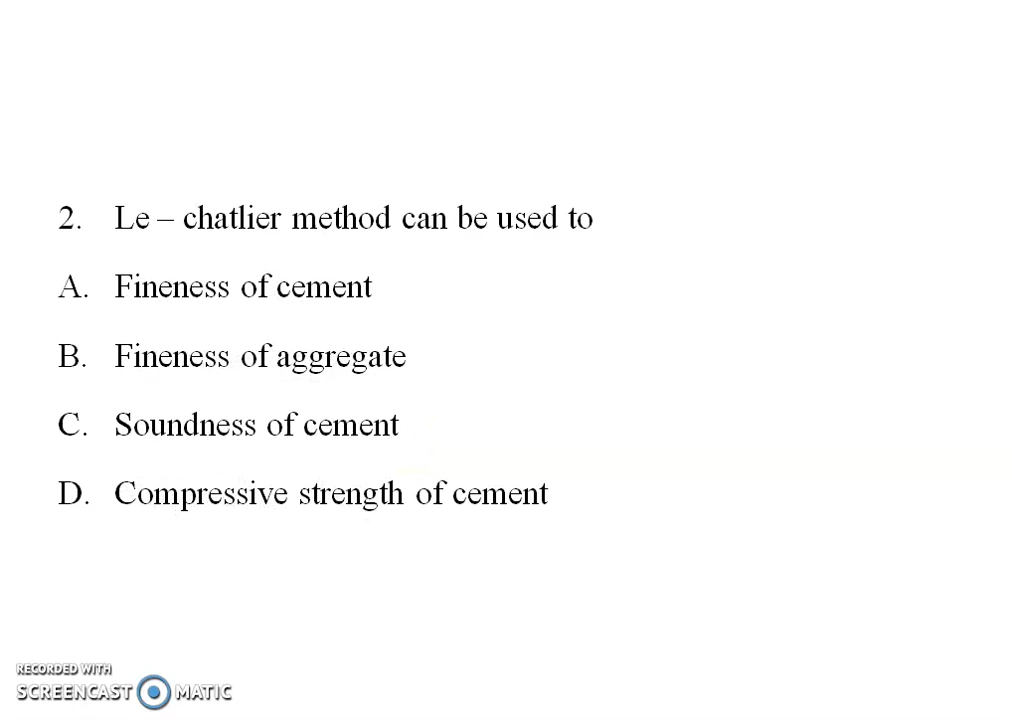 2. Le – chatlier method can be used to
A. Fineness of cement
B. Fineness of aggregate
C. Soundness of cement
D. Compressive strength of cement
RECORDED WITH
SCREENCAST MATIC